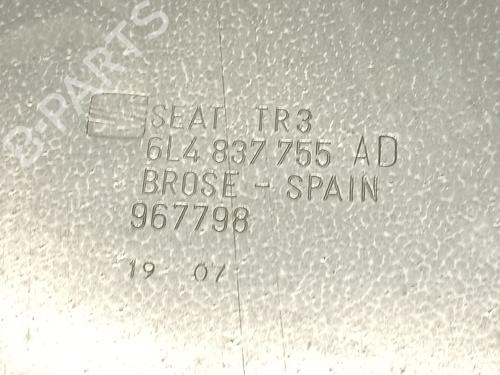 B-PARTS
SEAT TR3
6L4 837 755 AD
BROSE - SPAIN
967798
19 07